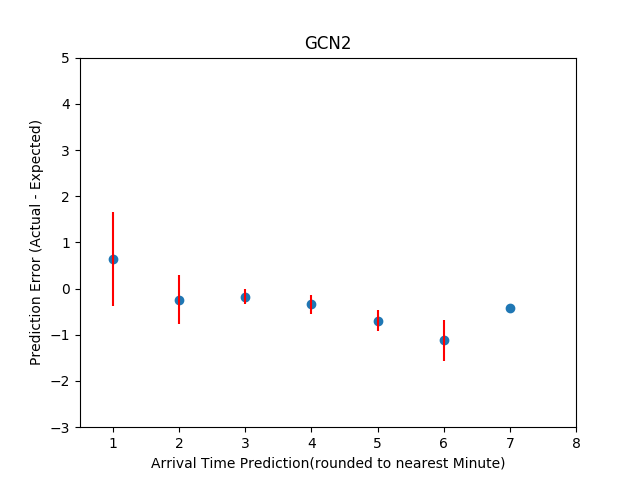 GCN2
5
4
3
2
1
0
−1
−2
−3
Prediction Error (Actual - Expected)
1 2 3 4 5 6 7 8
Arrival Time Prediction(rounded to nearest Minute)